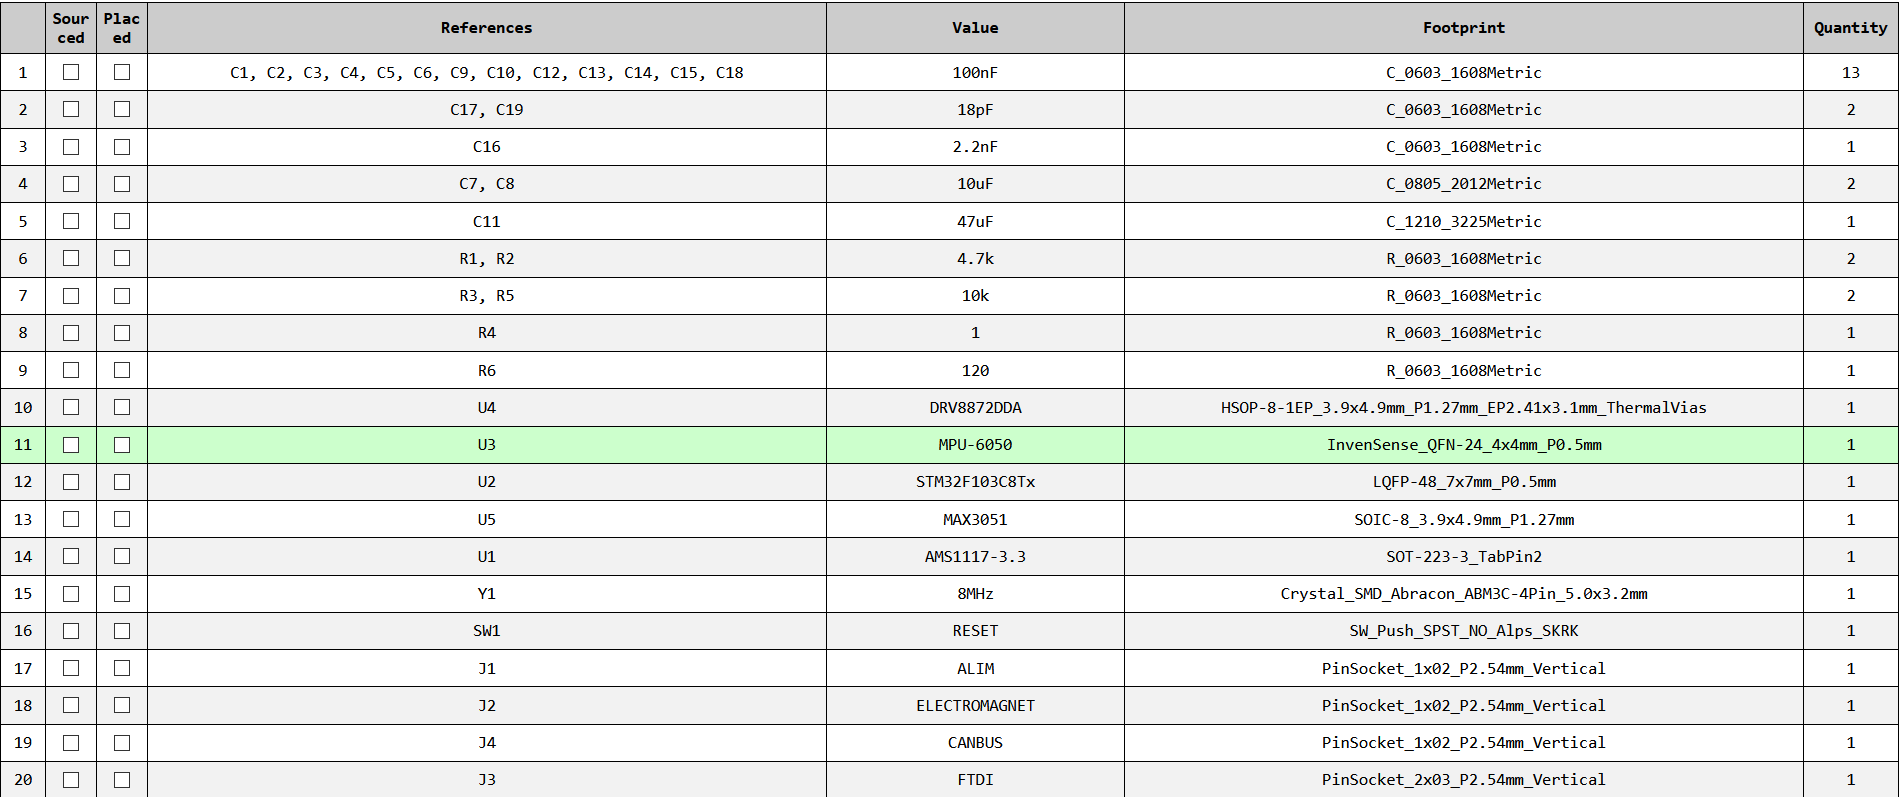 Sourced Placed References Value Footprint Quantity
1 C1, C2, C3, C4, C5, C6, C9, C10, C12, C13, C14, C15, C18 100nF C_0603_1608Metric 13
2 C17, C19 18pF C_0603_1608Metric 2
3 C16 2.2nF C_0603_1608Metric 1
4 C7, C8 10uF C_0805_2012Metric 2
5 C11 47uF C_1210_3225Metric 1
6 R1, R2 4.7k R_0603_1608Metric 2
7 R3, R5 10k R_0603_1608Metric 2
8 R4 1 R_0603_1608Metric 1
9 R6 120 R_0603_1608Metric 1
10 U4 DRV8872DDA HSOP-8-1EP_3.9x4.9mm_P1.27mm_EP2.41x3.1mm_ThermalVias 1
11 U3 MPU-6050 InvenSense_QFN-24_4x4mm_P0.5mm 1
12 U2 STM32F103C8Tx LQFP-48_7x7mm_P0.5mm 1
13 U5 MAX3051 SOIC-8_3.9x4.9mm_P1.27mm 1
14 U1 AMS1117-3.3 SOT-223-3_TabPin2 1
15 Y1 8MHz Crystal_SMD_Abracon_ABM3C-4Pin_5.0x3.2mm 1
16 SW1 RESET SW_Push_SPST_NO_Alps_SKRK 1
17 J1 ALIM PinSocket_1x02_P2.54mm_Vertical 1
18 J2 ELECTROMAGNET PinSocket_1x02_P2.54mm_Vertical 1
19 J4 CANBUS PinSocket_1x02_P2.54mm_Vertical 1
20 J3 FTDI PinSocket_2x03_P2.54mm_Vertical 1